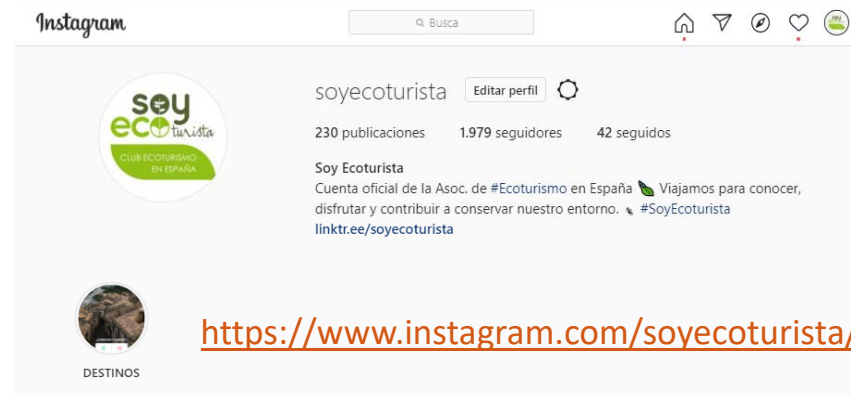 Instagram
Busca
soyecoturista Editar perfil
230 publicaciones 1.979 seguidores 42 seguidos
soy
eco turista
CLUB ECOTURISMO
EN ESPAÑA
Soy Ecoturista
Cuenta oficial de la Asoc. de #Ecoturismo en España Viajamos para conocer,
disfrutar y contribuir a conservar nuestro entorno. #SoyEcoturista
linktr.ee/soyecoturista
https://www.instagram.com/soyecoturista/
DESTINOS